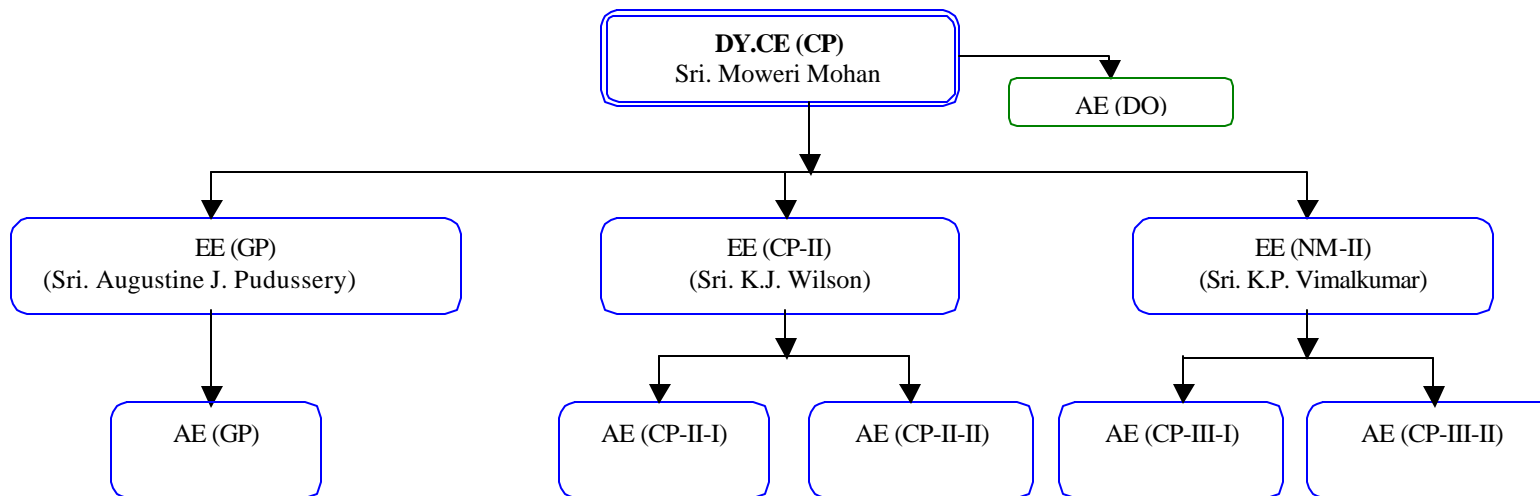 DY.CE (CP)
Sri. Moweri Mohan
AE (DO)
EE (GP)
(Sri. Augustine J. Pudussery)
EE (CP-II)
(Sri. K.J. Wilson)
EE (NM-II)
(Sri. K.P. Vimalkumar)
AE (GP)
AE (CP-II-I)
AE (CP-II-II)
AE (CP-III-I)
AE (CP-III-II)